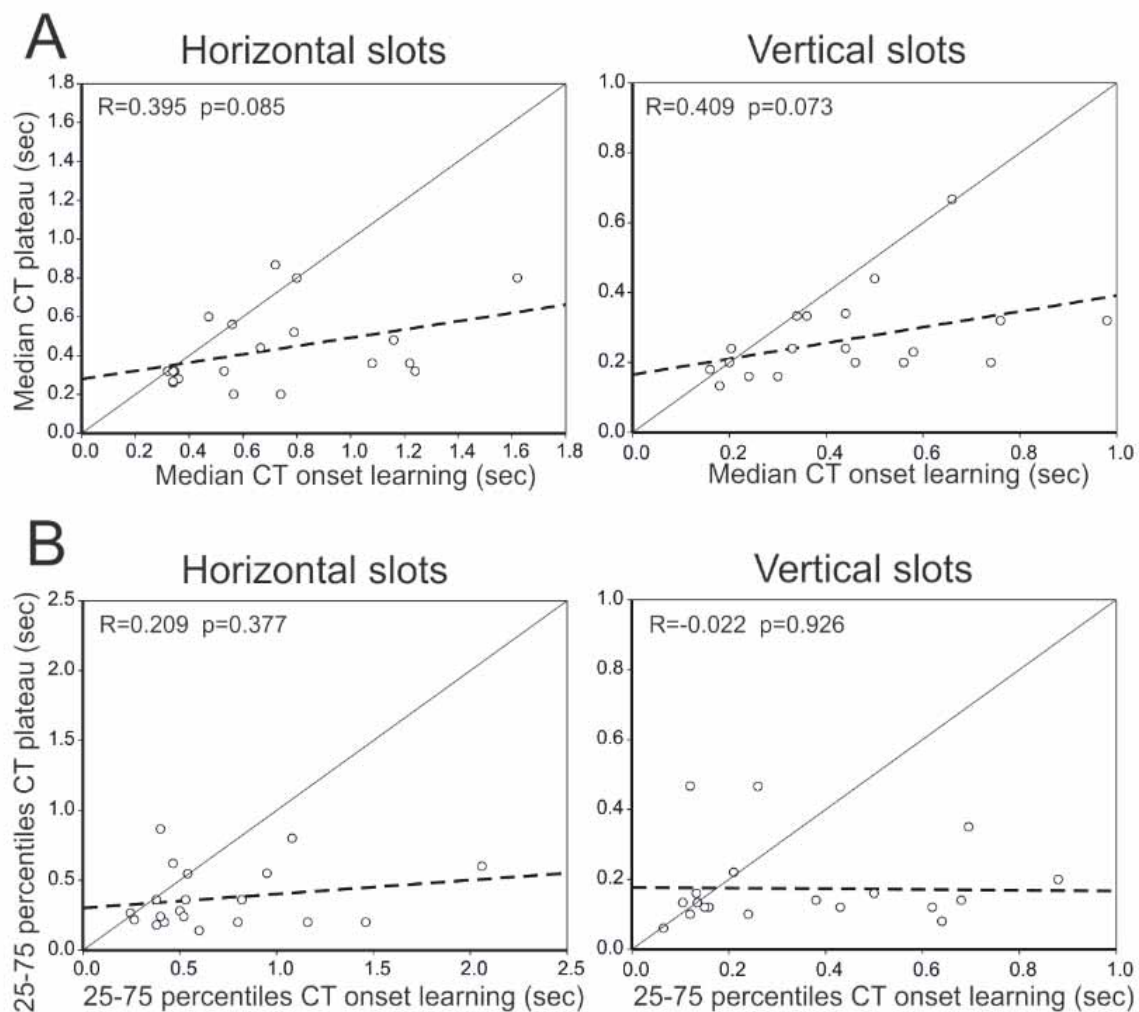 A
Horizontal slots
Vertical slots
R=0.395 p=0.085
R=0.409 p=0.073
Median CT plateau (sec)
1.8
1.6
1.4
1.2
1.0
0.8
0.6
0.4
0.2
0.0
0.0 0.2 0.4 0.6 0.8 1.0 1.2 1.4 1.6 1.8
Median CT onset learning (sec)
1.0
0.8
0.6
0.4
0.2
0.0
0.0 0.2 0.4 0.6 0.8 1.0
Median CT onset learning (sec)
B
Horizontal slots
Vertical slots
R=0.209 p=0.377
R=-0.022 p=0.926
25-75 percentiles CT plateau (sec)
2.5
2.0
1.5
1.0
0.5
0.0
0.0 0.5 1.0 1.5 2.0 2.5
25-75 percentiles CT onset learning (sec)
1.0
0.8
0.6
0.4
0.2
0.0
0.0 0.2 0.4 0.6 0.8 1.0
25-75 percentiles CT onset learning (sec)